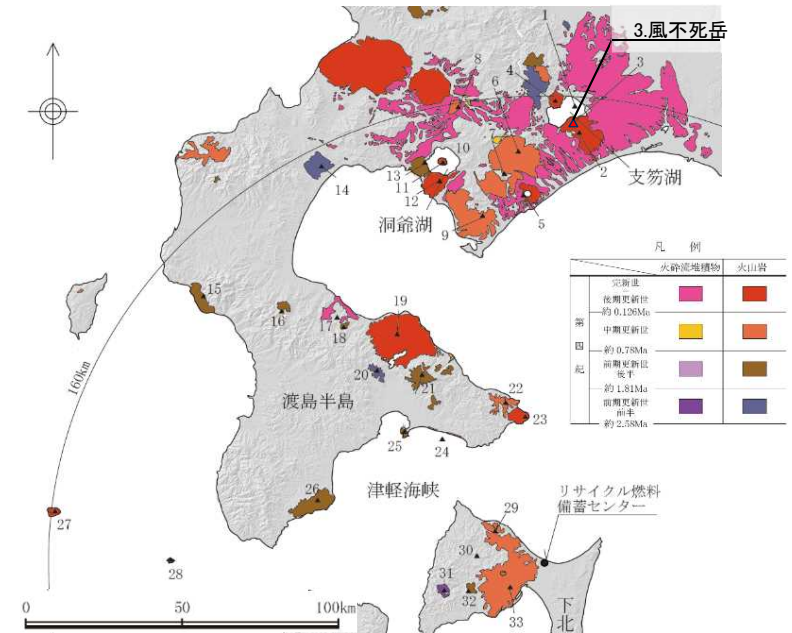 3.風不死岳
1
8
3
4
6
10
2
支笏湖
13
11
12
14
5
洞爺湖
9
凡 例
火砕流堆積物 火山岩
第四紀
完新世
～
後期更新世
約 0.126Ma
中期更新世
約 0.78Ma
前期更新世
後半
約 1.81Ma
前期更新世
前半
約 2.58Ma
15
16
17
18
19
160km
20
21
渡島半島
22
23
25
24
26
津軽海峡
リサイクル燃料
備蓄センター
27
28
29
30
31
32
33
下北
0 50 100km